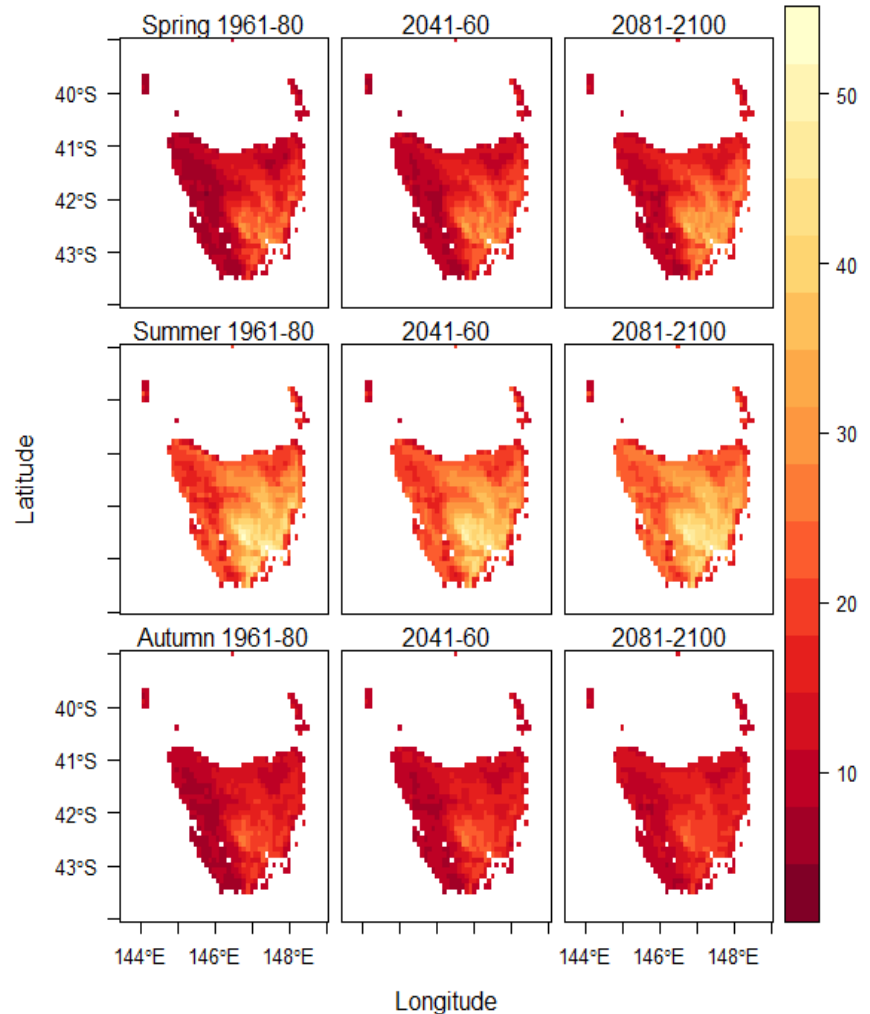 Spring 1961-80 2041-60 2081-2100
50
40°S
41°S
42°S
43°S
40
Summer 1961-80 2041-60 2081-2100
30
Latitude
20
Autumn 1961-80 2041-60 2081-2100
40°S
41°S
10
42°S
43°S
144°E 146°E 148°E 144°E 146°E 148°E
Longitude